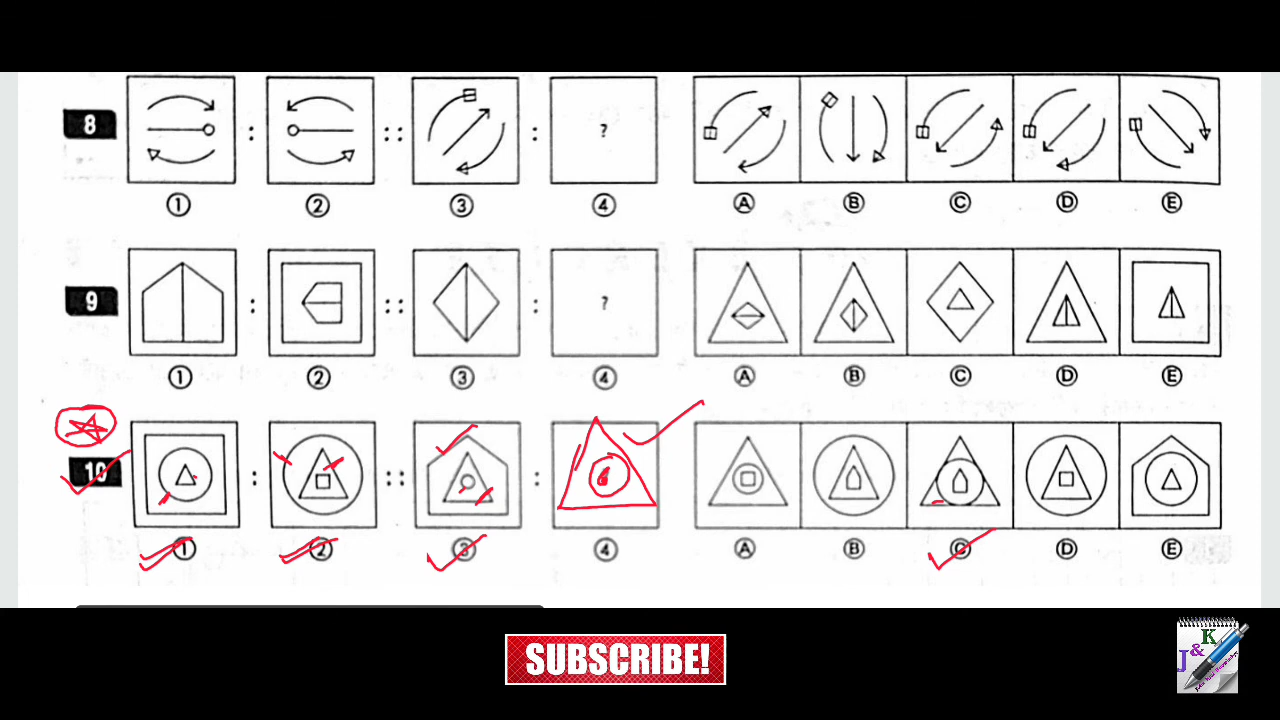 8
:
::
:
?
① ② ③ ④ Ⓐ Ⓑ Ⓒ Ⓓ Ⓔ
9
:
::
:
?
① ② ③ ④ Ⓐ Ⓑ Ⓒ Ⓓ Ⓔ
10
:
::
:
① ② ③ ④ Ⓐ Ⓑ Ⓒ Ⓓ Ⓔ
SUBSCRIBE!
J&K